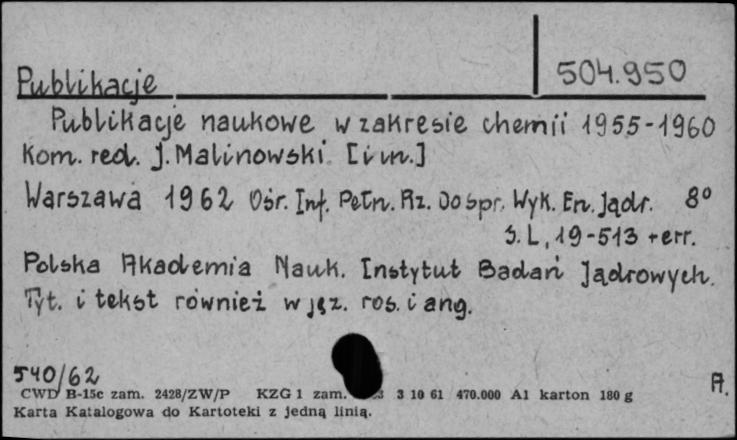 504.950
Publikacje
Publikacje naukowe w zakresie chemii 1955-1960
Kom. red. J. Malinowski [i in.]
Warszawa 1962 Ośr. Inf. Pełn. Rz. Do Spr. Wyk. En. Jądr. 8°
S. L, 19-513 + err.
Polska Akademia Nauk. Instytut Badań Jądrowych.
Tyt. i tekst również w jęz. ros. i ang.
540/62
A.
CWD B-15c zam. 2428/ZW/P KZG 1 zam. 3 10 61 470.000 A1 karton 180 g
Karta Katalogowa do Kartoteki z jedną linią.